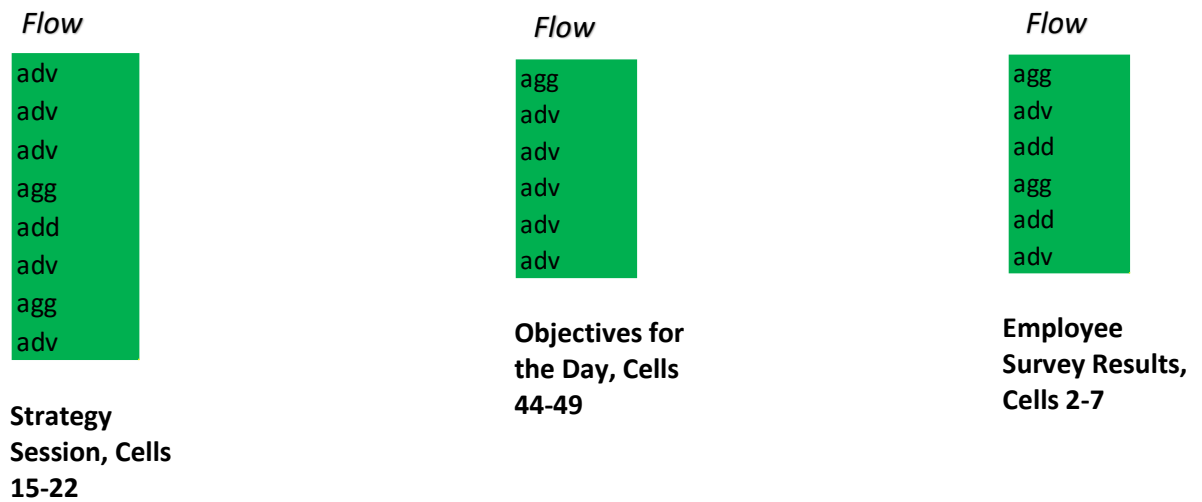 Flow
adv
adv
adv
agg
add
adv
agg
adv
Strategy
Session, Cells
15-22
Flow
agg
adv
adv
adv
adv
adv
Objectives for
the Day, Cells
44-49
Flow
agg
adv
add
agg
add
adv
Employee
Survey Results,
Cells 2-7